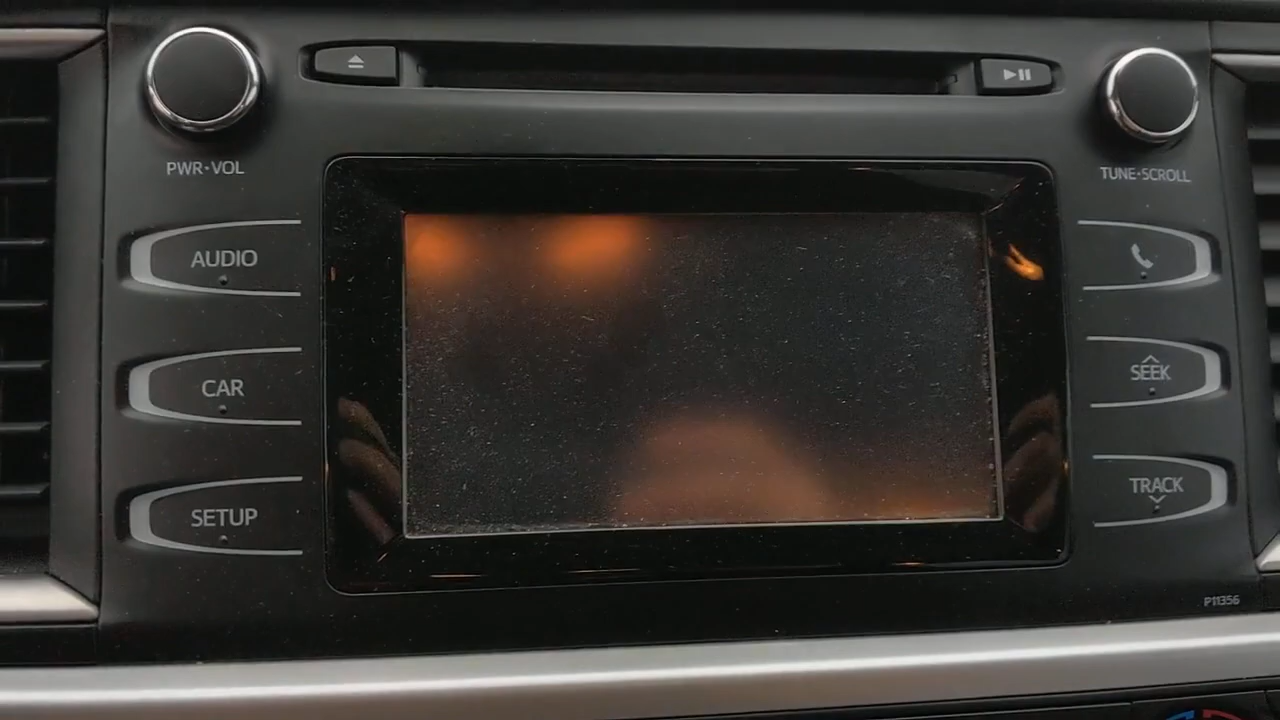 PWR•VOL
TUNE•SCROLL
AUDIO
CAR
SEEK
SETUP
TRACK
P11356